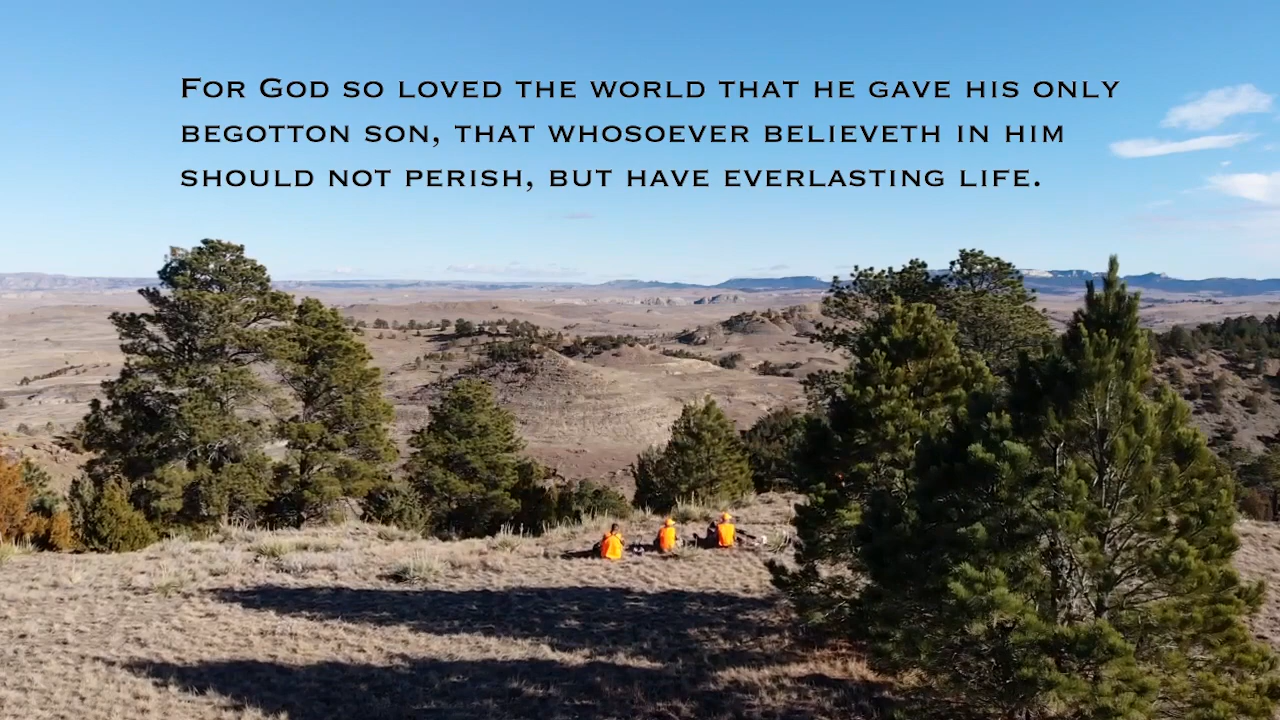 For God so loved the world that he gave his only
begotton son, that whosoever believeth in him
should not perish, but have everlasting life.